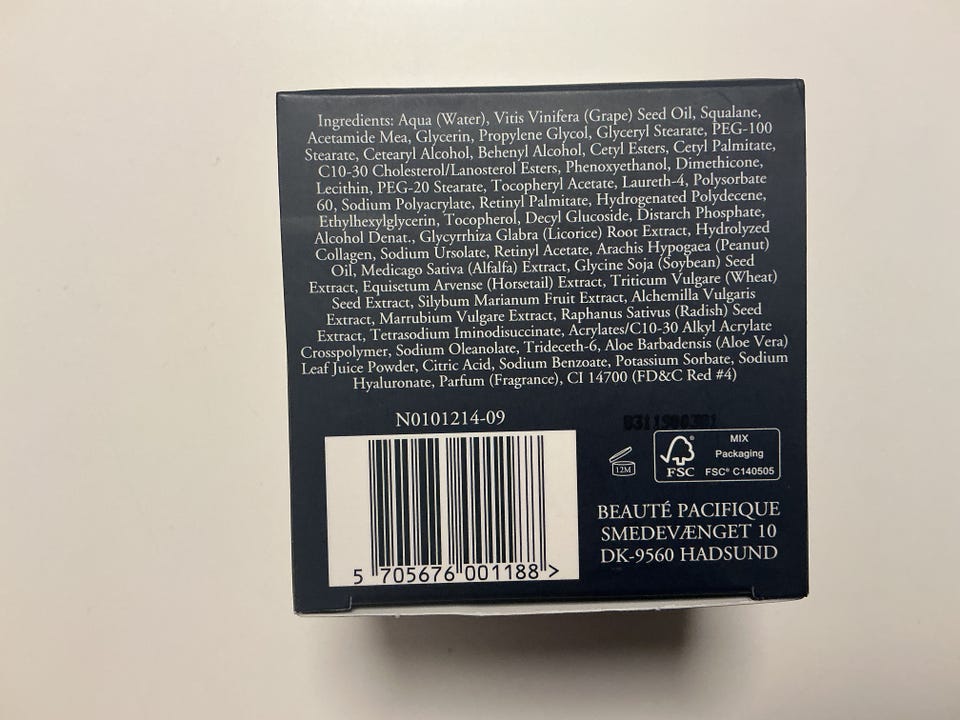 Ingredients: Aqua (Water), Vitis Vinifera (Grape) Seed Oil, Squalane,
Acetamide Mea, Glycerin, Propylene Glycol, Glyceryl Stearate, PEG-100
Stearate, Cetearyl Alcohol, Behenyl Alcohol, Cetyl Esters, Cetyl Palmitate,
C10-30 Cholesterol/Lanosterol Esters, Phenoxyethanol, Dimethicone,
Lecithin, PEG-20 Stearate, Tocopheryl Acetate, Laureth-4, Polysorbate
60, Sodium Polyacrylate, Retinyl Palmitate, Hydrogenated Polydecene,
Ethylhexylglycerin, Tocopherol, Decyl Glucoside, Distarch Phosphate,
Alcohol Denat., Glycyrrhiza Glabra (Licorice) Root Extract, Hydrolyzed
Collagen, Sodium Ursolate, Retinyl Acetate, Arachis Hypogaea (Peanut)
Oil, Medicago Sativa (Alfalfa) Extract, Glycine Soja (Soybean) Seed
Extract, Equisetum Arvense (Horsetail) Extract, Triticum Vulgare (Wheat)
Seed Extract, Silybum Marianum Fruit Extract, Alchemilla Vulgaris
Extract, Marrubium Vulgare Extract, Raphanus Sativus (Radish) Seed
Extract, Tetrasodium Iminodisuccinate, Acrylates/C10-30 Alkyl Acrylate
Crosspolymer, Sodium Oleanolate, Trideceth-6, Aloe Barbadensis (Aloe Vera)
Leaf Juice Powder, Citric Acid, Sodium Benzoate, Potassium Sorbate, Sodium
Hyaluronate, Parfum (Fragrance), CI 14700 (FD&C Red #4)
N0101214-09
5 705676 001188 >
12M
FSC
MIX
Packaging
FSC® C140505
BEAUTÉ PACIFIQUE
SMEDEVÆNGET 10
DK-9560 HADSUND